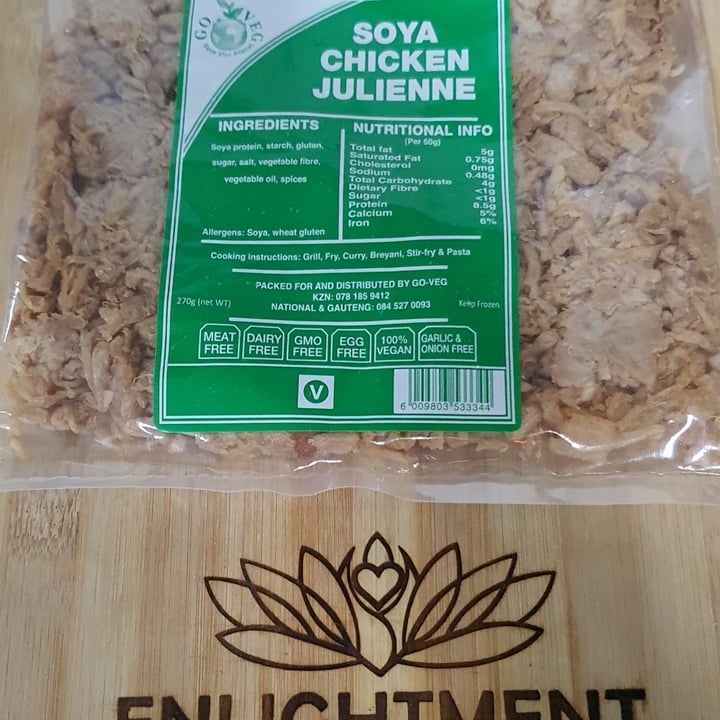 GO VEG
Save Our Planet
SOYA
CHICKEN
JULIENNE
INGREDIENTS
Soya protein, starch, gluten,
sugar, salt, vegetable fibre,
vegetable oil, spices
Allergens: Soya, wheat gluten
NUTRITIONAL INFO
(Per 50g)
Total fat 5g
Saturated Fat 0.75g
Cholesterol 0mg
Sodium 0.48g
Total Carbohydrate 4g
Dietary Fibre <1g
Sugar <1g
Protein 8.5g
Calcium 5%
Iron 6%
Cooking instructions: Grill, Fry, Curry, Breyani, Stir-fry & Pasta
PACKED FOR AND DISTRIBUTED BY GO-VEG
KZN: 078 185 9412
NATIONAL & GAUTENG: 084 527 0093
270g (net WT)
Keep Frozen
MEAT FREE
DAIRY FREE
GMO FREE
EGG FREE
100% VEGAN
GARLIC & ONION FREE
V
6 009803 533344
ENLIGHTMENT